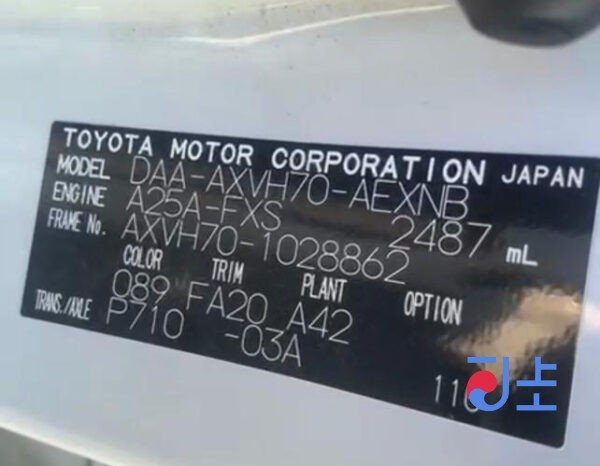 TOYOTA MOTOR CORPORATION JAPAN
MODEL DAA-AXVH70-AEXNB
ENGINE A25A-FXS 2487 mL
FRAME No. AXVH70-1028862
COLOR TRIM PLANT OPTION
089 FA20 A42
TRANS./AXLE P710 -03A